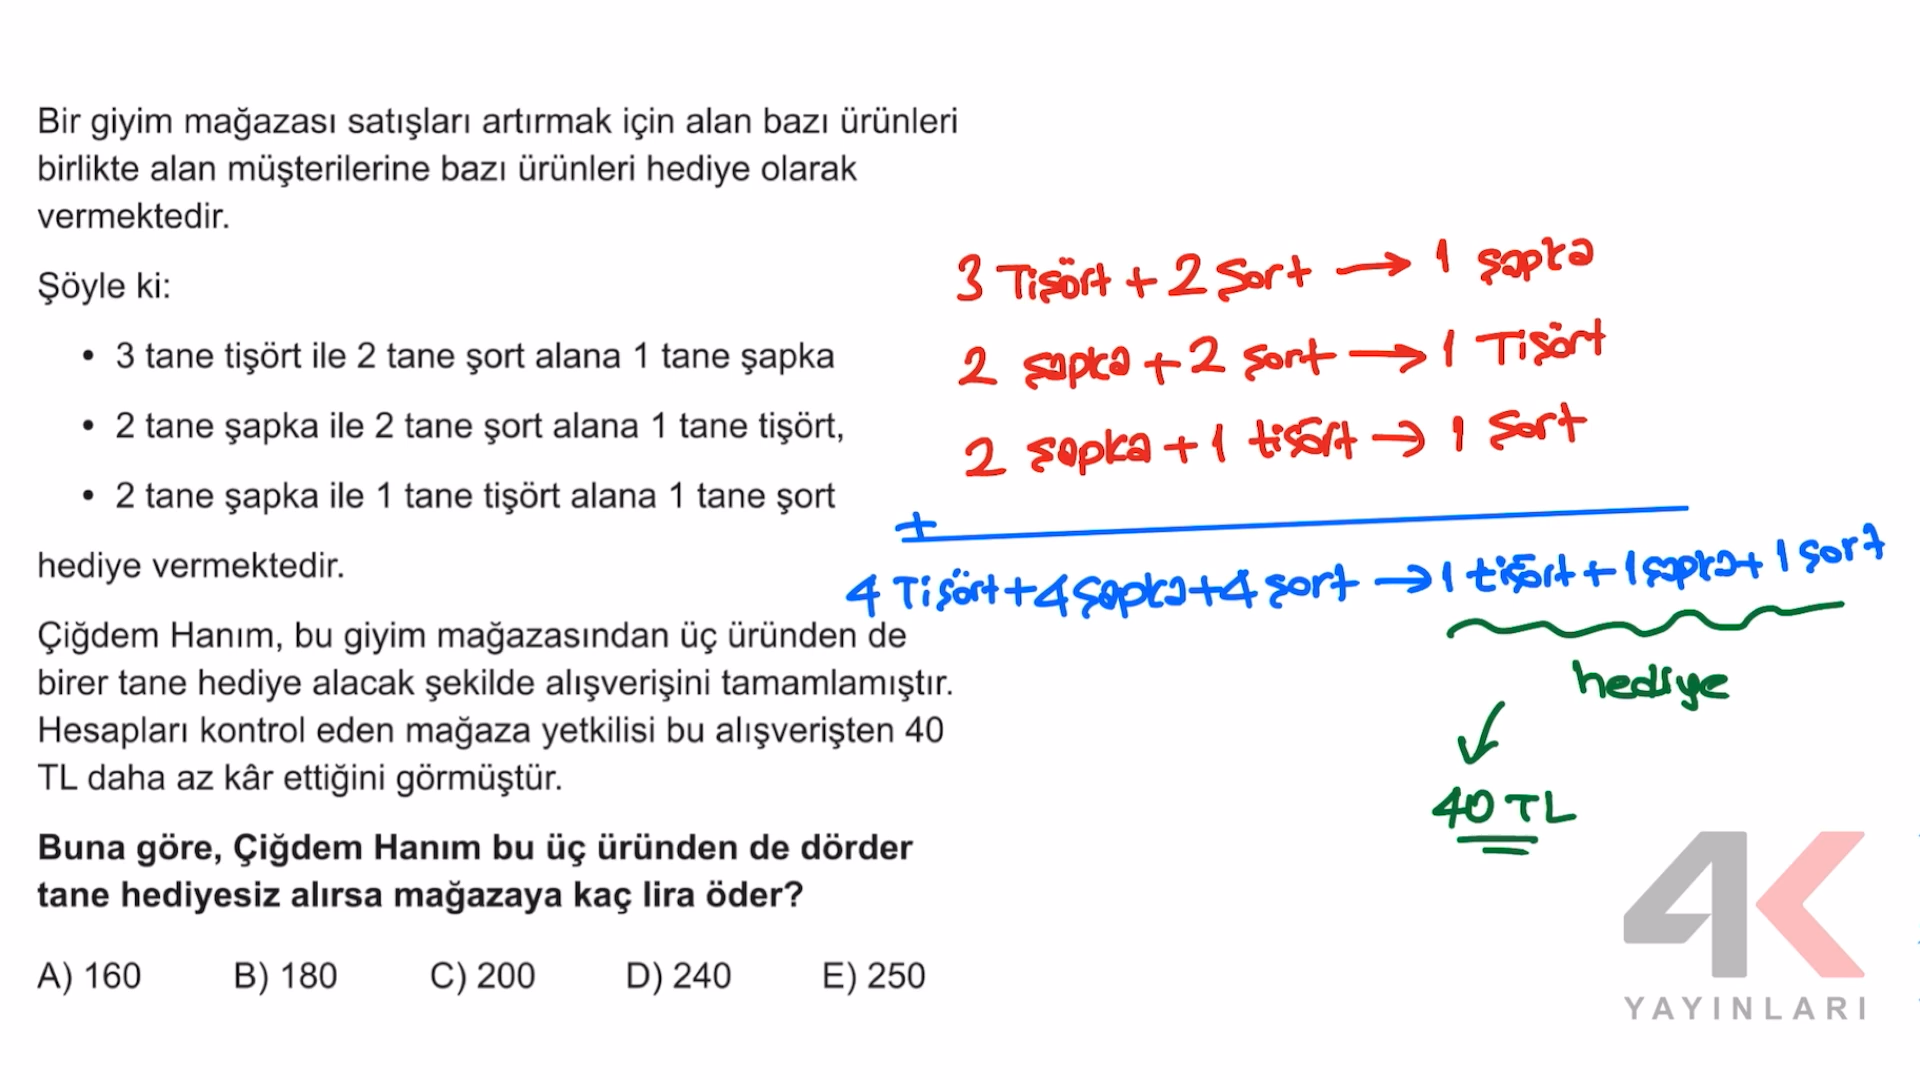 Bir giyim mağazası satışları artırmak için alan bazı ürünleri
birlikte alan müşterilerine bazı ürünleri hediye olarak
vermektedir.
Şöyle ki:
• 3 tane tişört ile 2 tane şort alana 1 tane şapka
• 2 tane şapka ile 2 tane şort alana 1 tane tişört,
• 2 tane şapka ile 1 tane tişört alana 1 tane şort
hediye vermektedir.
Çiğdem Hanım, bu giyim mağazasından üç üründen de
birer tane hediye alacak şekilde alışverişini tamamlamıştır.
Hesapları kontrol eden mağaza yetkilisi bu alışverişten 40
TL daha az kâr ettiğini görmüştür.
Buna göre, Çiğdem Hanım bu üç üründen de dörder
tane hediyesiz alırsa mağazaya kaç lira öder?
A) 160 B) 180 C) 200 D) 240 E) 250
3 Tişört + 2 Şort → 1 şapka
2 şapka + 2 şort → 1 Tişört
2 şapka + 1 tişört → 1 şort
+
4 Tişört + 4 şapka + 4 şort → 1 tişört + 1 şapka + 1 şort
hediye
40 TL
4K
YAYINLARI